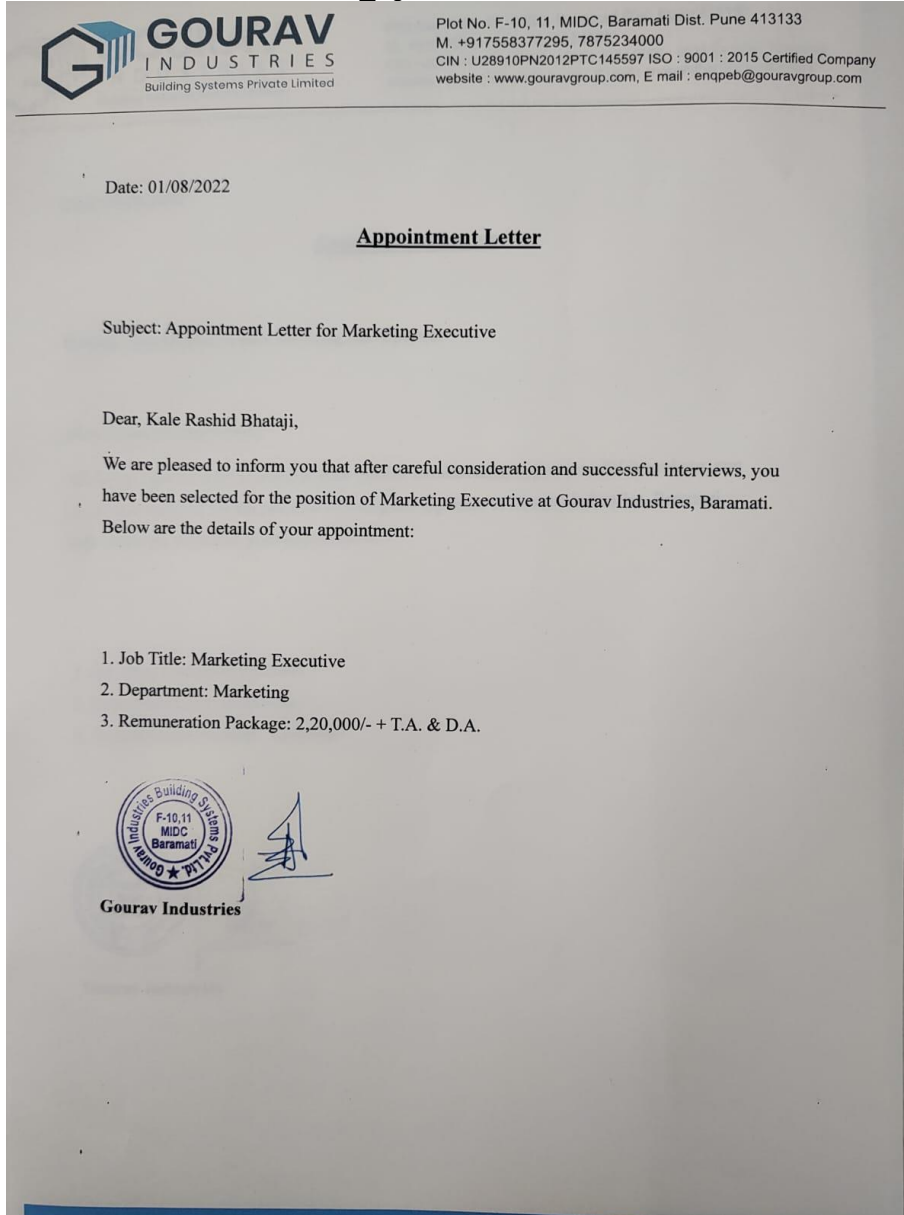 GOURAV
INDUSTRIES
Building Systems Private Limited
Plot No. F-10, 11, MIDC, Baramati Dist. Pune 413133
M. +917558377295, 7875234000
CIN : U28910PN2012PTC145597 ISO : 9001 : 2015 Certified Company
website : www.gouravgroup.com, E mail : enqpeb@gouravgroup.com
Date: 01/08/2022
Appointment Letter
Subject: Appointment Letter for Marketing Executive
Dear, Kale Rashid Bhataji,
We are pleased to inform you that after careful consideration and successful interviews, you
have been selected for the position of Marketing Executive at Gourav Industries, Baramati.
Below are the details of your appointment:
1. Job Title: Marketing Executive
2. Department: Marketing
3. Remuneration Package: 2,20,000/- + T.A. & D.A.
Gourav Industries Building Systems Pvt.Ltd.
F-10,11
MIDC
Baramati
Gourav Industries